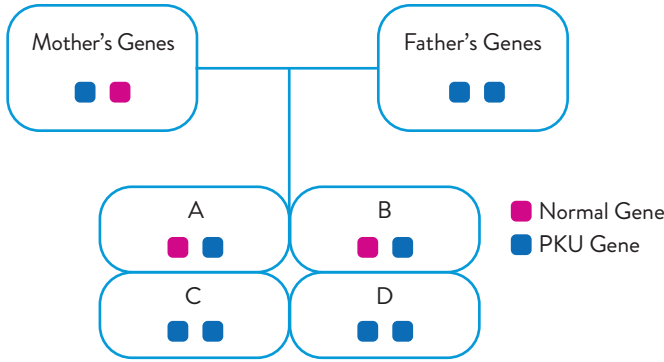 Mother’s Genes
Father’s Genes
A
B
Normal Gene
PKU Gene
C
D